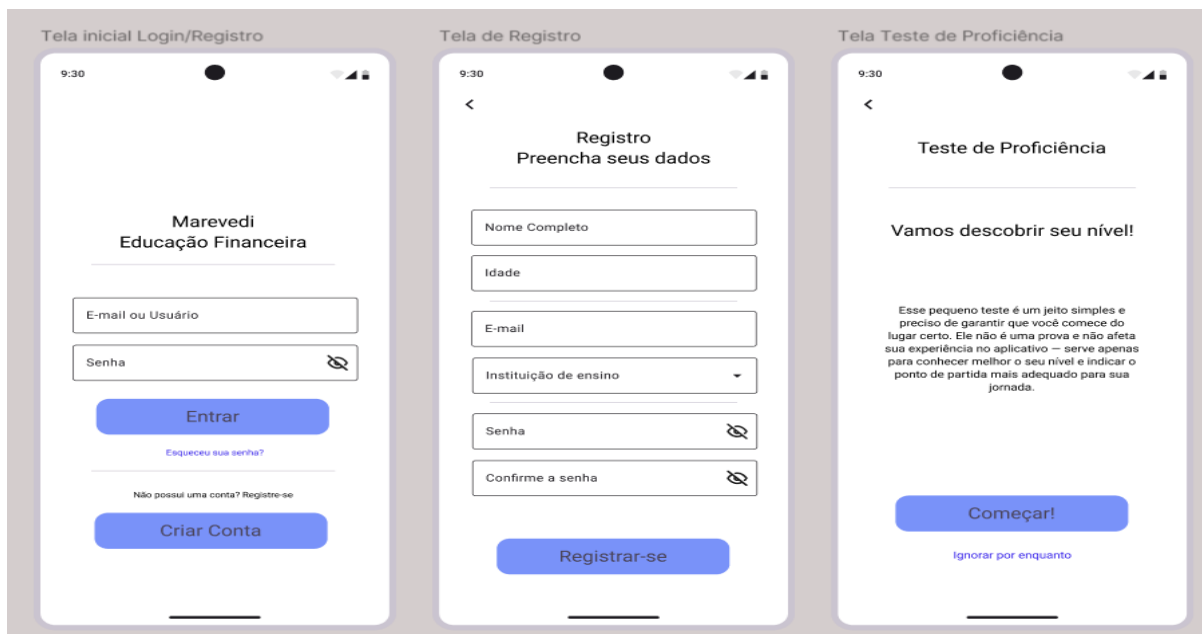 Tela inicial Login/Registro
9:30
Marevedi
Educação Financeira
E-mail ou Usuário
Senha
Entrar
Esqueceu sua senha?
Não possui uma conta? Registre-se
Criar Conta
Tela de Registro
9:30
Registro
Preencha seus dados
Nome Completo
Idade
E-mail
Instituição de ensino
Senha
Confirme a senha
Registrar-se
Tela Teste de Proficiência
9:30
Teste de Proficiência
Vamos descobrir seu nível!
Esse pequeno teste é um jeito simples e
preciso de garantir que você comece do
lugar certo. Ele não é uma prova e não afeta
sua experiência no aplicativo — serve apenas
para conhecer melhor o seu nível e indicar o
ponto de partida mais adequado para sua
jornada.
Começar!
Ignorar por enquanto